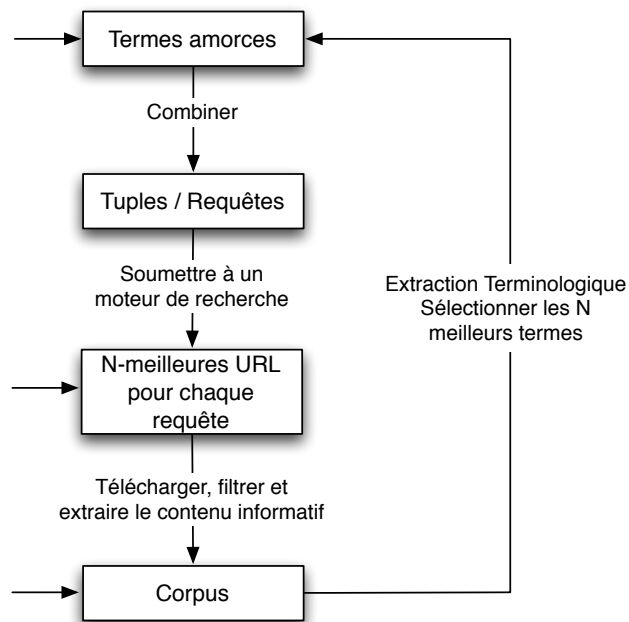 Termes amorces
Combiner
Tuples / Requêtes
Soumettre à un
moteur de recherche
Extraction Terminologique
Sélectionner les N
meilleurs termes
N-meilleures URL
pour chaque
requête
Télécharger, filtrer et
extraire le contenu informatif
Corpus